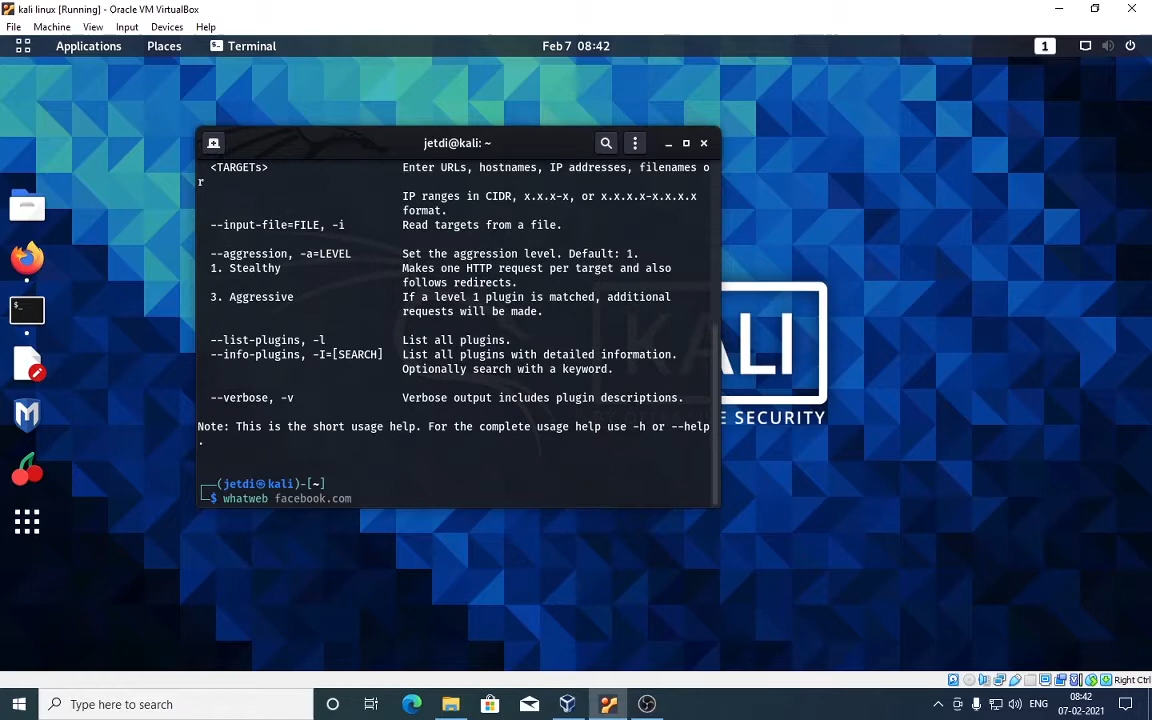 kali linux [Running] - Oracle VM VirtualBox
File Machine View Input Devices Help
Applications Places Terminal Feb 7 08:42 1
jetdi@kali: ~
<TARGETs> Enter URLs, hostnames, IP addresses, filenames o
r
IP ranges in CIDR, x.x.x-x, or x.x.x.x-x.x.x.x
format.
--input-file=FILE, -i Read targets from a file.
--aggression, -a=LEVEL Set the aggression level. Default: 1.
1. Stealthy Makes one HTTP request per target and also
follows redirects.
3. Aggressive If a level 1 plugin is matched, additional
requests will be made.
--list-plugins, -l List all plugins.
--info-plugins, -I=[SEARCH] List all plugins with detailed information.
Optionally search with a keyword.
--verbose, -v Verbose output includes plugin descriptions.
Note: This is the short usage help. For the complete usage help use -h or --help
.
┌──(jetdi㉿kali)-[~]
└─$ whatweb facebook.com
KALI
E SECURITY
Right Ctrl
Type here to search
ENG
08:42
07-02-2021